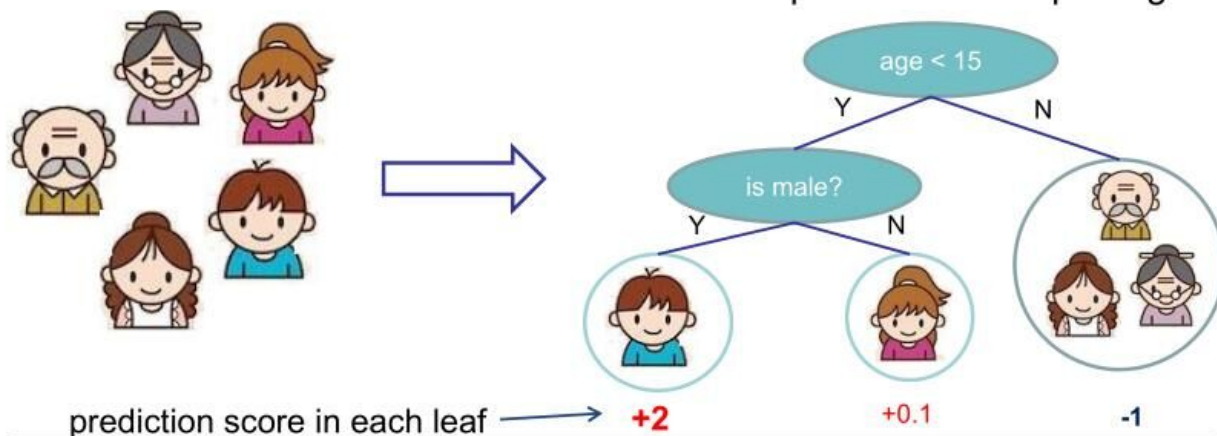 age < 15
Y
N
is male?
Y
N
prediction score in each leaf
+2
+0.1
-1